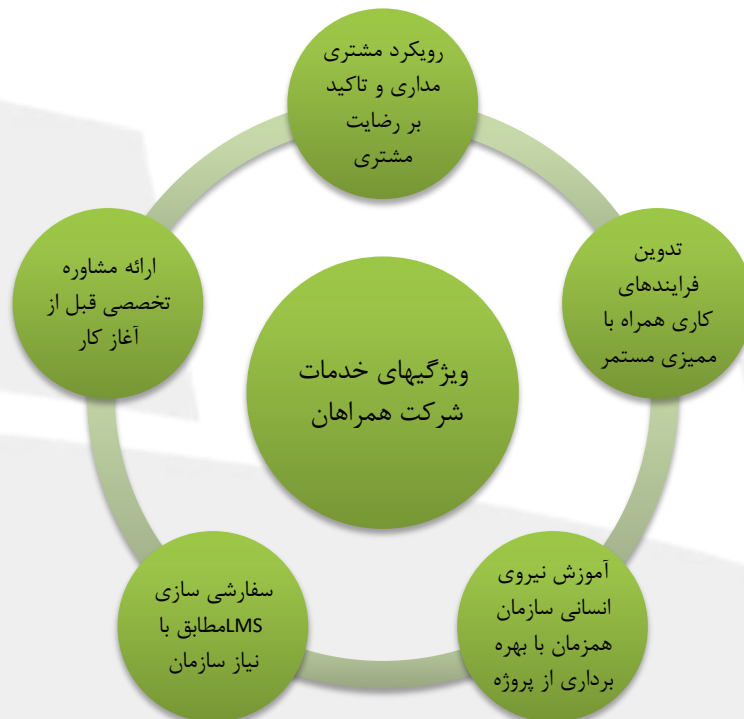 رویکرد مشتری
مداری و تاکید
بر رضایت
مشتری
تدوین
فرایندهای
کاری همراه با
ممیزی مستمر
آموزش نیروی
انسانی سازمان
همزمان با بهره
برداری از پروژه
سفارشی سازی
LMSمطابق با
نیاز سازمان
ارائه مشاوره
تخصصی قبل از
آغاز کار
ویژگیهای خدمات
شرکت همراهان